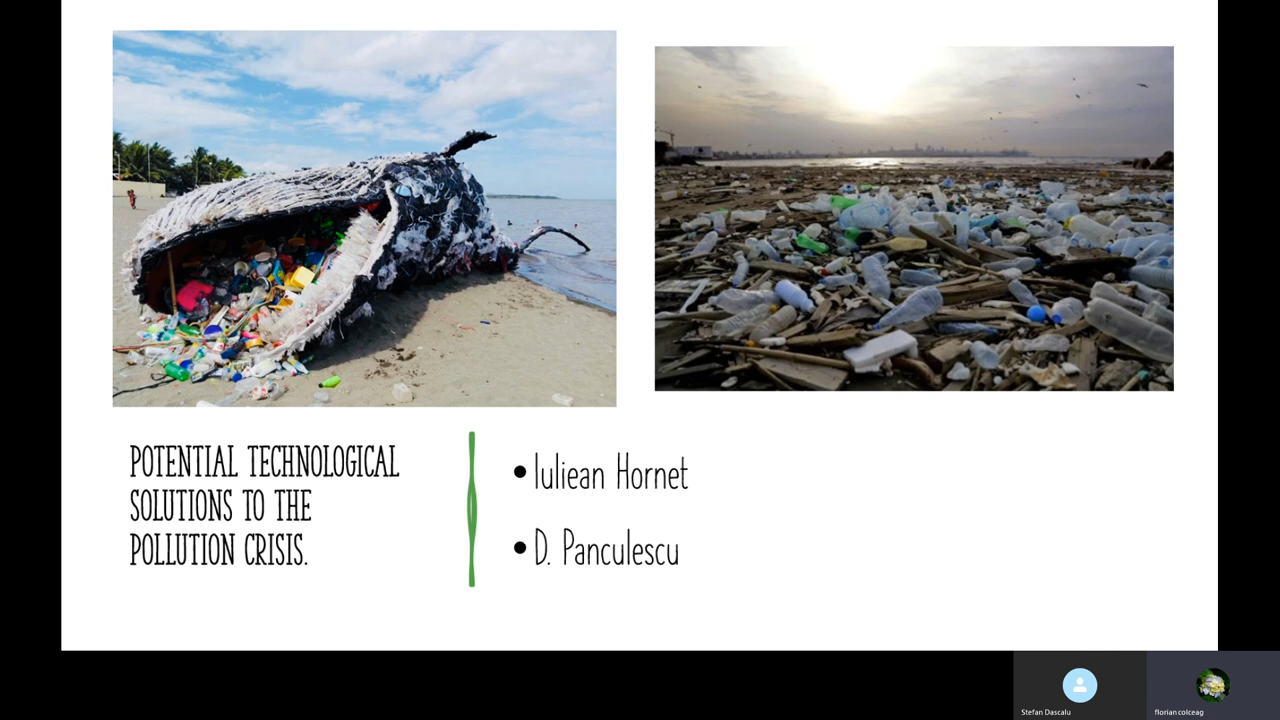 POTENTIAL TECHNOLOGICAL
SOLUTIONS TO THE
POLLUTION CRISIS.
• Iuliean Hornet
• D. Panculescu
Stefan Dascalu
florian colceag